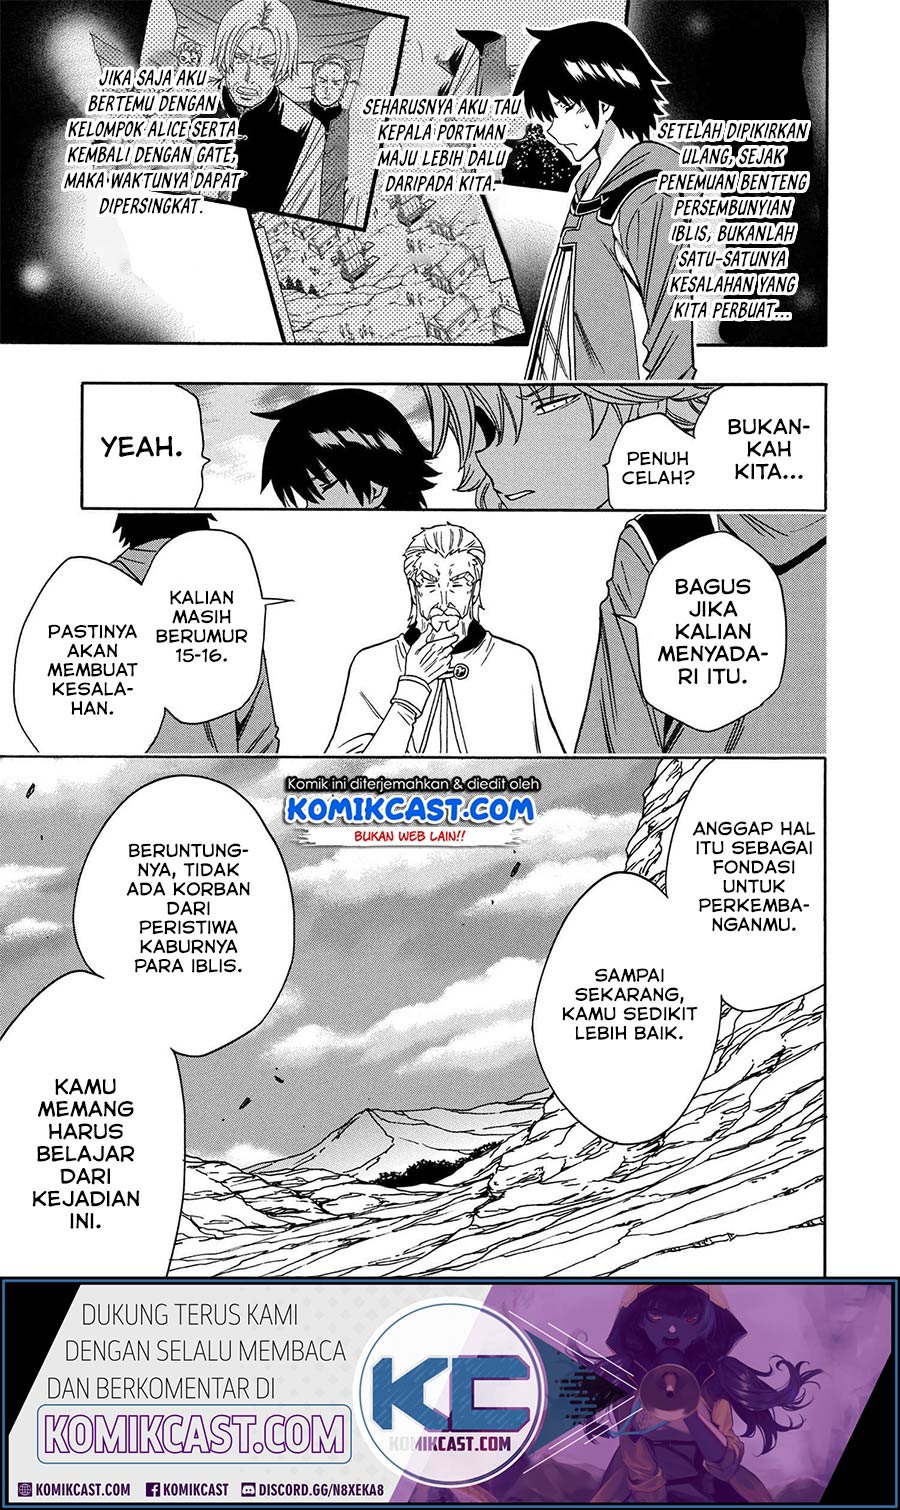 SETELAH DIPIKIRKAN
ULANG, SEJAK
PENEMUAN BENTENG
PERSEMBUNYIAN
IBLIS, BUKANLAH
SATU-SATUNYA
KESALAHAN YANG
KITA PERBUAT...
SEHARUSNYA AKU TAU
KEPALA PORTMAN
MAJU LEBIH DALU
DARIPADA KITA.
JIKA SAJA AKU
BERTEMU DENGAN
KELOMPOK ALICE SERTA
KEMBALI DENGAN GATE,
MAKA WAKTUNYA DAPAT
DIPERSINGKAT.
BUKAN-
KAH
KITA...
PENUH
CELAH?
YEAH.
BAGUS
JIKA
KALIAN
MENYADA-
RI ITU.
KALIAN
MASIH
BERUMUR
15-16.
PASTINYA
AKAN
MEMBUAT
KESALA-
HAN.
Komik ini diterjemahkan & diedit oleh
KOMIKCAST.COM
BUKAN WEB LAIN!!
ANGGAP HAL
ITU SEBAGAI
FONDASI
UNTUK
PERKEMBA-
NGANMU.
SAMPAI
SEKARANG,
KAMU SEDIKIT
LEBIH BAIK.
BERUNTUNG-
NYA, TIDAK
ADA KORBAN
DARI
PERISTIWA
KABURNYA
PARA IBLIS.
KAMU
MEMANG
HARUS
BELAJAR
DARI
KEJADIAN
INI.
DUKUNG TERUS KAMI
DENGAN SELALU MEMBACA
DAN BERKOMENTAR DI
KOMIKCAST.COM
KC
KOMIKCAST.COM
KOMIKCAST.COM KOMIKCAST DISCORD.GG/N8XEKA8